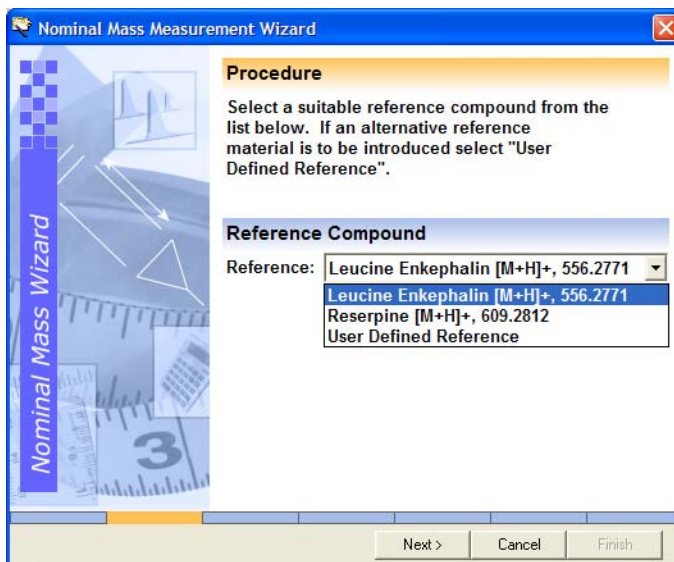 Nominal Mass Measurement Wizard
Nominal Mass Wizard
Procedure
Select a suitable reference compound from the
list below. If an alternative reference
material is to be introduced select "User
Defined Reference".
Reference Compound
Reference: Leucine Enkephalin [M+H]+, 556.2771
Leucine Enkephalin [M+H]+, 556.2771
Reserpine [M+H]+, 609.2812
User Defined Reference
3
Next >
Cancel
Finish